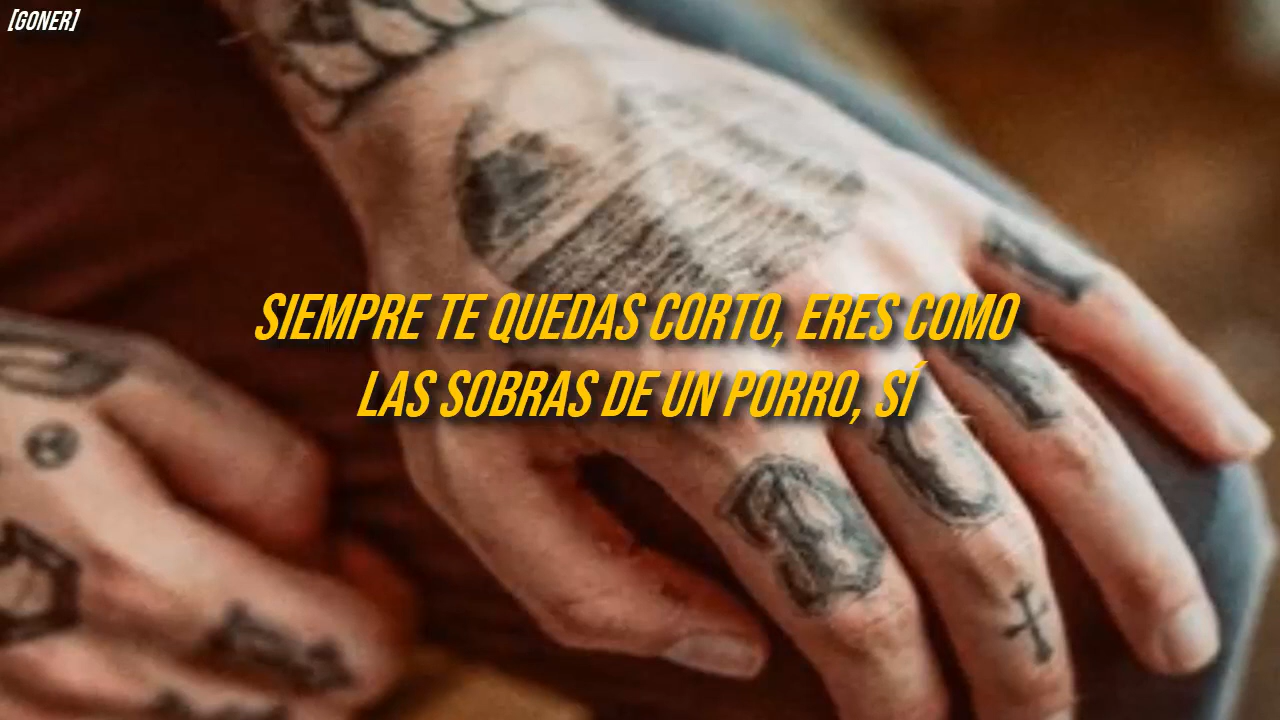 [GONER]
SIEMPRE TE QUEDAS CORTO, ERES COMO
LAS SOBRAS DE UN PORRO, SÍ